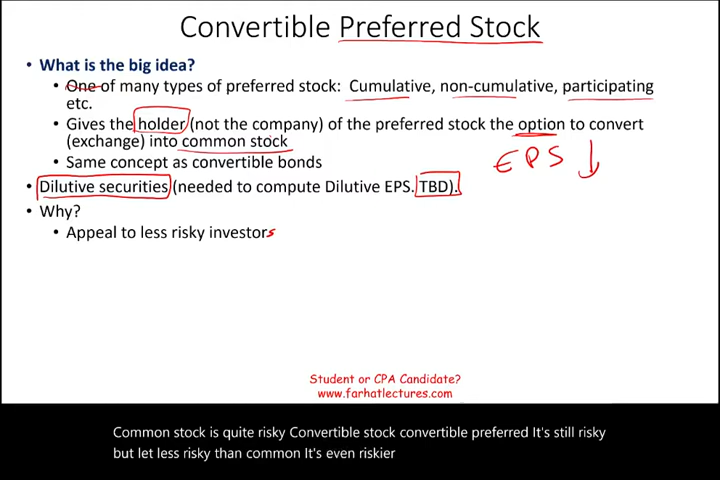 Convertible Preferred Stock
• What is the big idea?
• One of many types of preferred stock: Cumulative, non-cumulative, participating
etc.
• Gives the holder (not the company) of the preferred stock the option to convert
(exchange) into common stock
• Same concept as convertible bonds
EPS ↓
• Dilutive securities (needed to compute Dilutive EPS. TBD).
• Why?
• Appeal to less risky investors
Student or CPA Candidate?
www.farhatlectures.com
Common stock is quite risky Convertible stock convertible preferred It's still risky
but let less risky than common It's even riskier